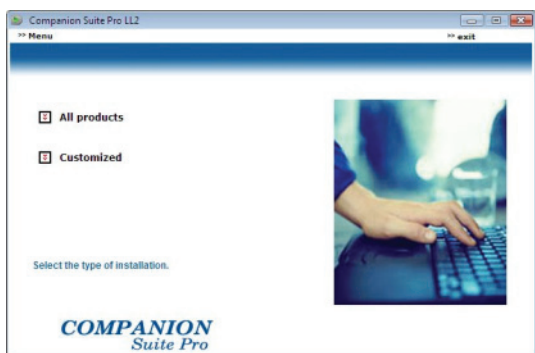 Companion Suite Pro LL2
>> Menu
>> exit
All products
Customized
Select the type of installation.
COMPANION
Suite Pro